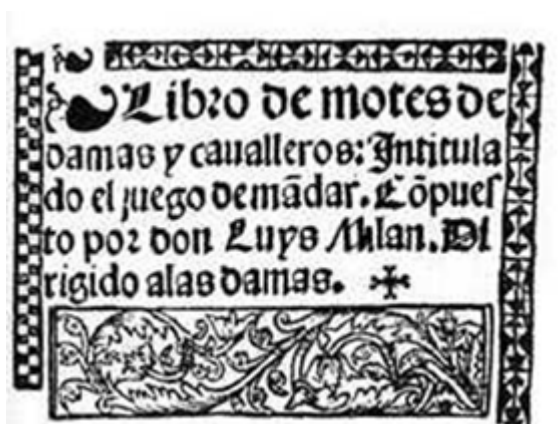 Libro de motes de
damas y caualleros: Intitula
do el juego de mãdar. Cõpues
to por don Luys Milan. Di
rigido alas damas.